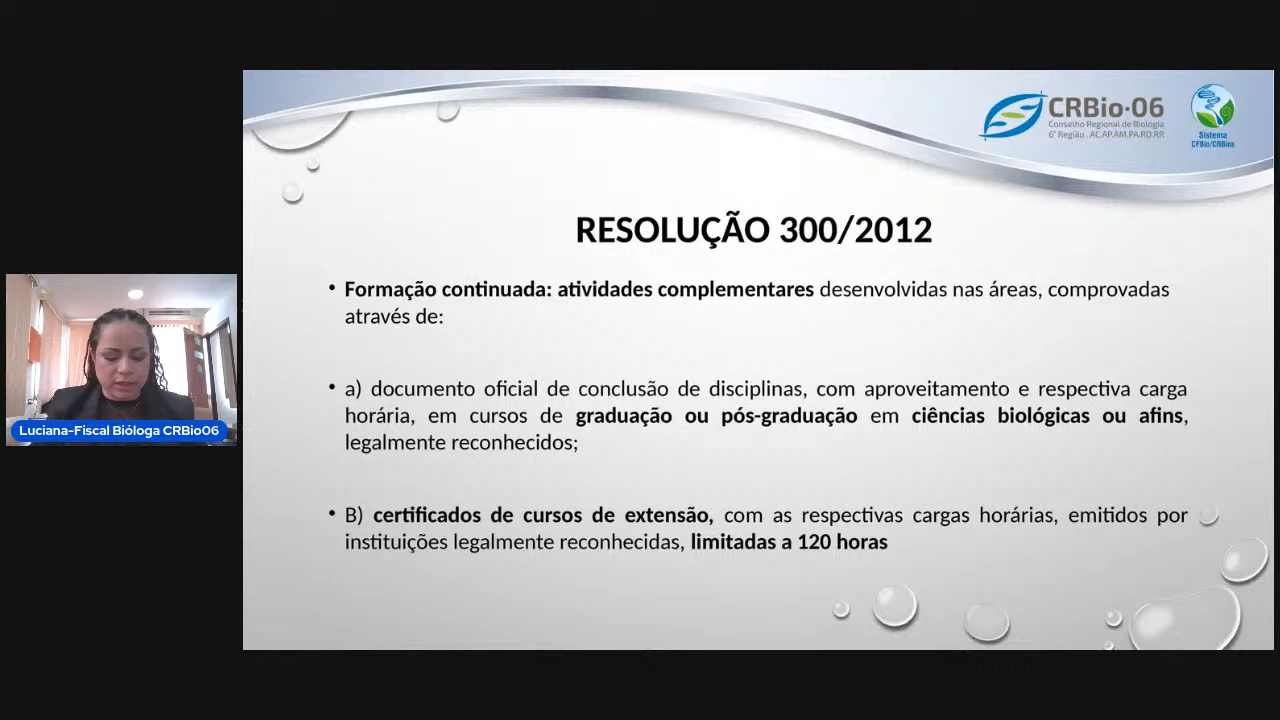 CRBio·06
Conselho Regional de Biologia
6ª Região . AC.AP.AM.PA.RO.RR
Sistema
CFBio/CRBios
RESOLUÇÃO 300/2012
• Formação continuada: atividades complementares desenvolvidas nas áreas, comprovadas
através de:
• a) documento oficial de conclusão de disciplinas, com aproveitamento e respectiva carga
horária, em cursos de graduação ou pós-graduação em ciências biológicas ou afins,
legalmente reconhecidos;
• B) certificados de cursos de extensão, com as respectivas cargas horárias, emitidos por
instituições legalmente reconhecidas, limitadas a 120 horas
Luciana-Fiscal Bióloga CRBio06